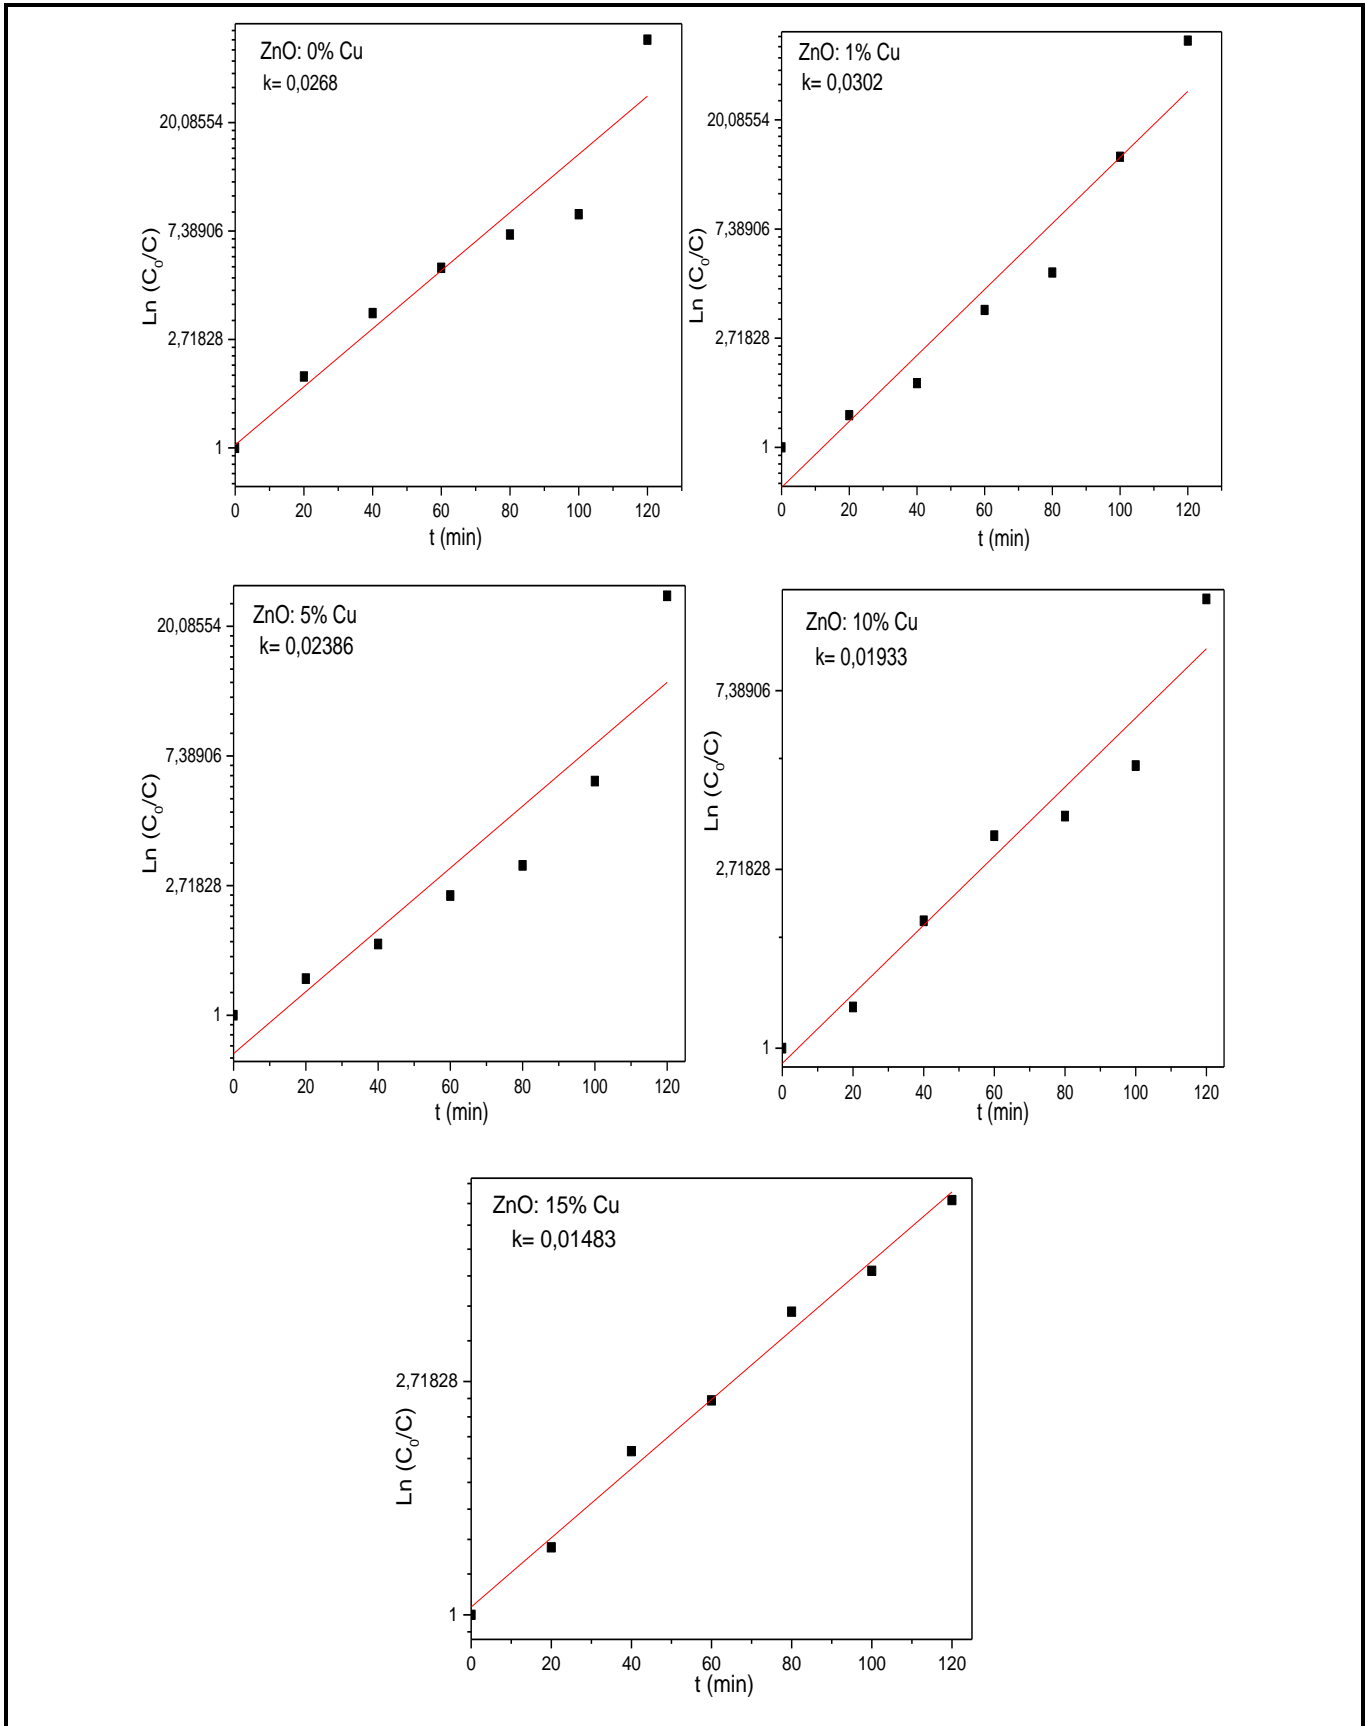 ZnO: 0% Cu
k= 0,0268
20,08554
7,38906
2,71828
1
Ln (C₀/C)
0 20 40 60 80 100 120
t (min)
ZnO: 1% Cu
k= 0,0302
20,08554
7,38906
2,71828
1
Ln (C₀/C)
0 20 40 60 80 100 120
t (min)
ZnO: 5% Cu
k= 0,02386
20,08554
7,38906
2,71828
1
Ln (C₀/C)
0 20 40 60 80 100 120
t (min)
ZnO: 10% Cu
k= 0,01933
7,38906
2,71828
1
Ln (C₀/C)
0 20 40 60 80 100 120
t (min)
ZnO: 15% Cu
k= 0,01483
2,71828
1
Ln (C₀/C)
0 20 40 60 80 100 120
t (min)